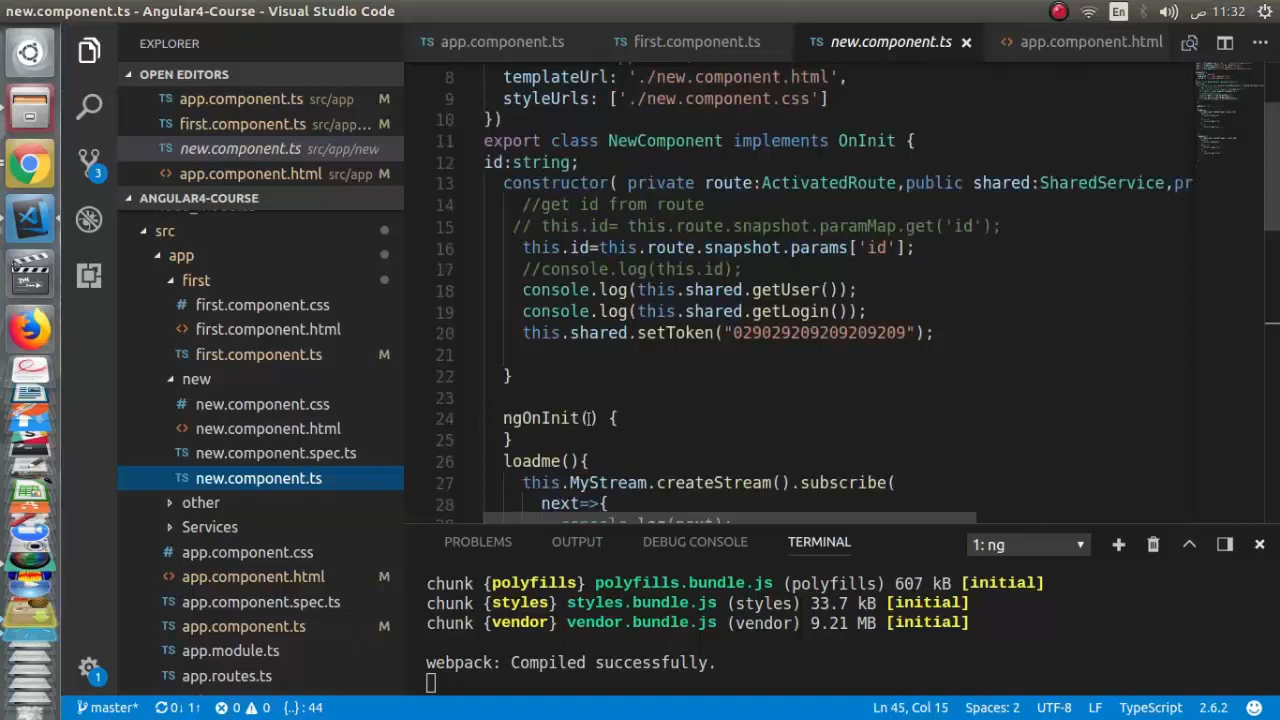 new.component.ts - Angular4-Course - Visual Studio Code
En
ص 11:32
EXPLORER
OPEN EDITORS
app.component.ts src/app M
first.component.ts src/app... M
new.component.ts src/app/new
<> app.component.html src/app M
ANGULAR4-COURSE
src
app
first
# first.component.css
<> first.component.html
TS first.component.ts M
new
# new.component.css
<> new.component.html
TS new.component.spec.ts
TS new.component.ts
other
Services
# app.component.css
<> app.component.html M
TS app.component.spec.ts
TS app.component.ts M
TS app.module.ts
TS app.routes.ts
3
1
TS app.component.ts
TS first.component.ts
TS new.component.ts ×
<> app.component.html
8 templateUrl: './new.component.html',
9 styleUrls: ['./new.component.css']
10 })
11 export class NewComponent implements OnInit {
12 id:string;
13 constructor( private route:ActivatedRoute,public shared:SharedService,pr
14 //get id from route
15 // this.id= this.route.snapshot.paramMap.get('id');
16 this.id=this.route.snapshot.params['id'];
17 //console.log(this.id);
18 console.log(this.shared.getUser());
19 console.log(this.shared.getLogin());
20 this.shared.setToken("029029209209209209");
21
22 }
23
24 ngOnInit() {
25 }
26 loadme(){
27 this.MyStream.createStream().subscribe(
28 next=>{
console.log(next);
PROBLEMS OUTPUT DEBUG CONSOLE TERMINAL 1: ng
chunk {polyfills} polyfills.bundle.js (polyfills) 607 kB [initial]
chunk {styles} styles.bundle.js (styles) 33.7 kB [initial]
chunk {vendor} vendor.bundle.js (vendor) 9.21 MB [initial]
webpack: Compiled successfully.
master* 0↓ 1↑ 0 0 {..}: 44 Ln 45, Col 15 Spaces: 2 UTF-8 LF TypeScript 2.6.2